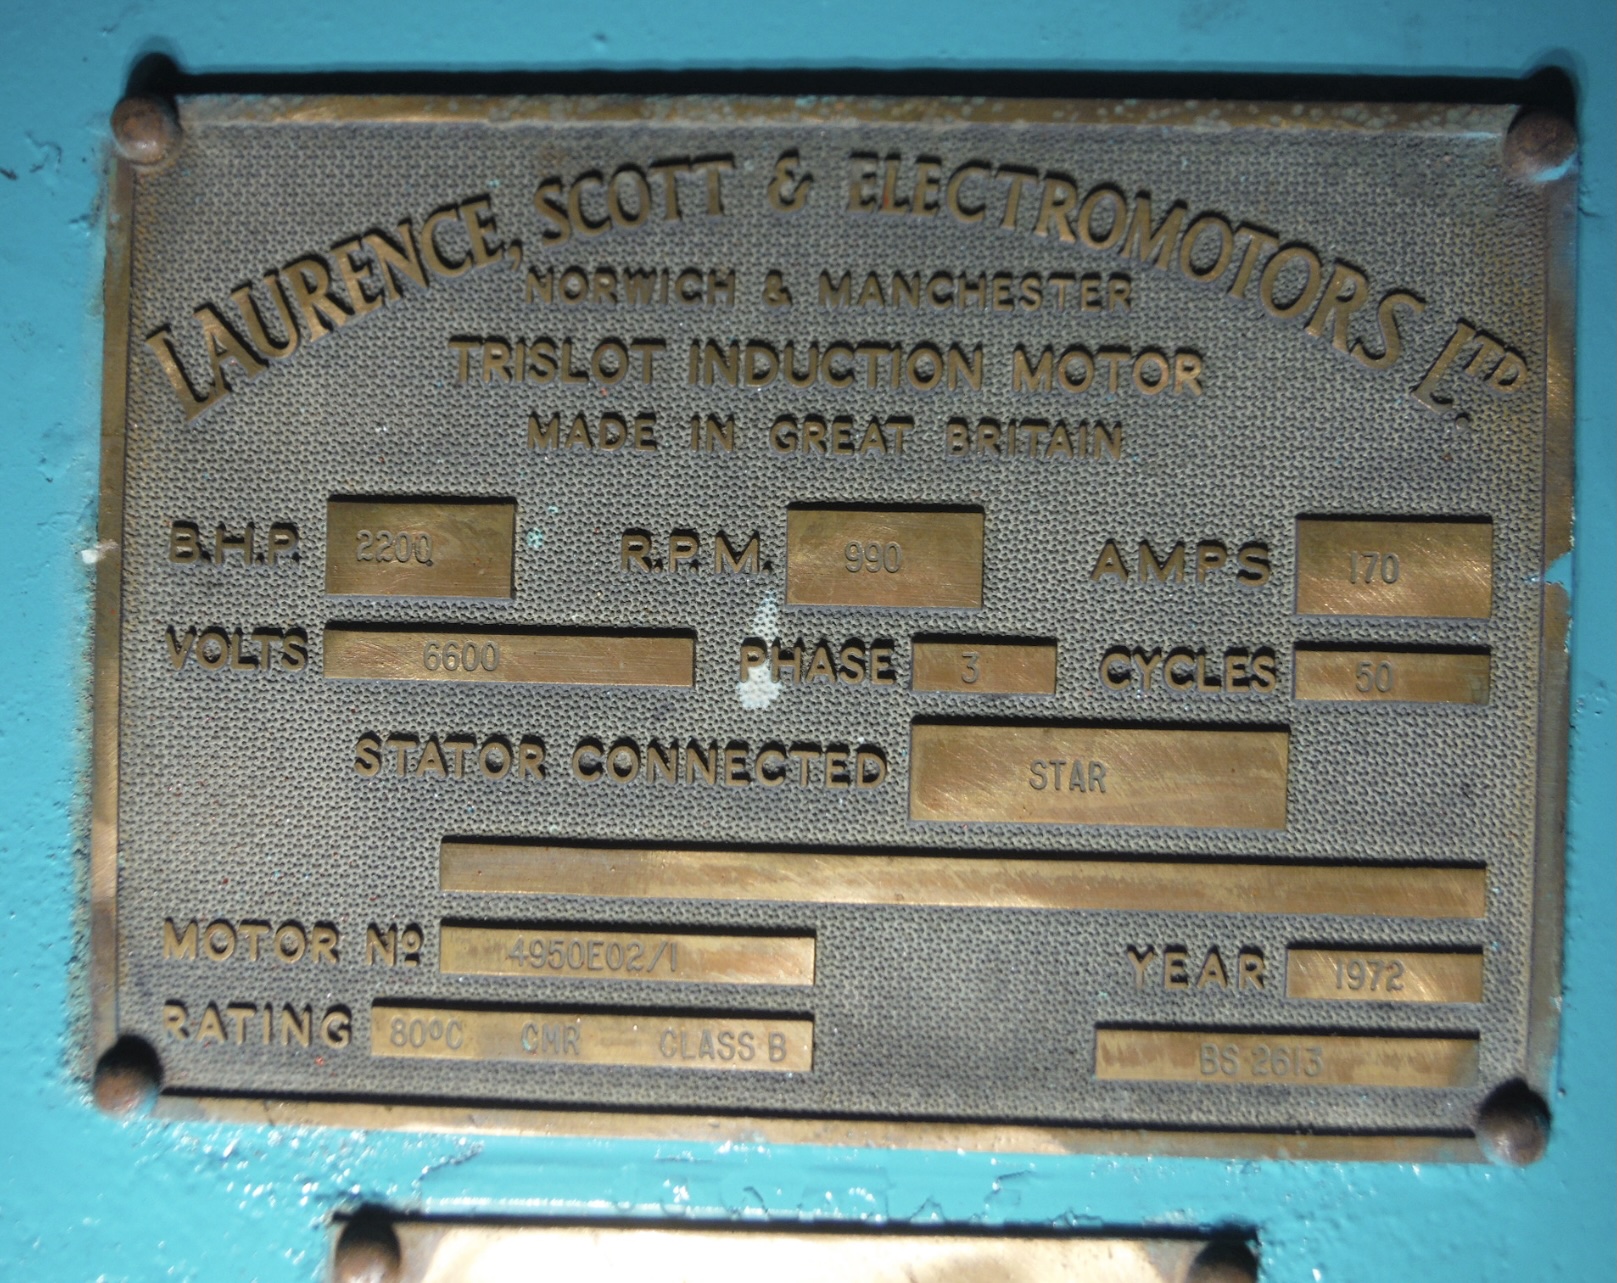 LAURENCE, SCOTT & ELECTROMOTORS LTD.
NORWICH & MANCHESTER
TRISLOT INDUCTION MOTOR
MADE IN GREAT BRITAIN
B.H.P. 2200 R.P.M. 990 AMPS 170
VOLTS 6600 PHASE 3 CYCLES 50
STATOR CONNECTED STAR
MOTOR Nº 4950E02/1 YEAR 1972
RATING 80ºC CMR CLASS B BS 2613